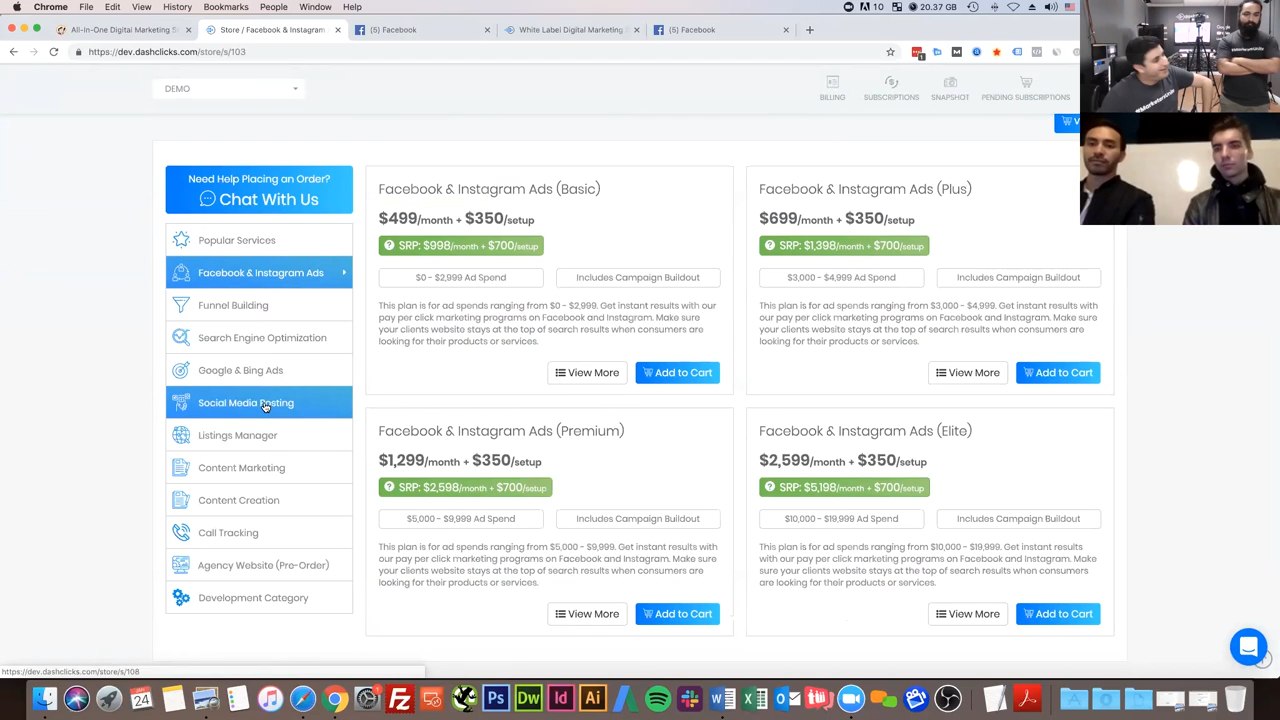 Chrome File Edit View History Bookmarks People Window Help
10 20.37 GB
All-In-One Digital Marketing S
Store / Facebook & Instagram
(5) Facebook
White Label Digital Marketing
(5) Facebook
https://dev.dashclicks.com/store/s/103
DEMO
BILLING
SUBSCRIPTIONS
SNAPSHOT
PENDING SUBSCRIPTIONS
Need Help Placing an Order?
Chat With Us
Popular Services
Facebook & Instagram Ads
Funnel Building
Search Engine Optimization
Google & Bing Ads
Social Media Posting
Listings Manager
Content Marketing
Content Creation
Call Tracking
Agency Website (Pre-Order)
Development Category
Facebook & Instagram Ads (Basic)
$499/month + $350/setup
SRP: $998/month + $700/setup
$0 - $2,999 Ad Spend
Includes Campaign Buildout
This plan is for ad spends ranging from $0 - $2,999. Get instant results with our
pay per click marketing programs on Facebook and Instagram. Make sure
your clients website stays at the top of search results when consumers are
looking for their products or services.
View More
Add to Cart
Facebook & Instagram Ads (Plus)
$699/month + $350/setup
SRP: $1,398/month + $700/setup
$3,000 - $4,999 Ad Spend
Includes Campaign Buildout
This plan is for ad spends ranging from $3,000 - $4,999. Get instant results
with our pay per click marketing programs on Facebook and Instagram. Make
sure your clients website stays at the top of search results when consumers
are looking for their products or services.
View More
Add to Cart
Facebook & Instagram Ads (Premium)
$1,299/month + $350/setup
SRP: $2,598/month + $700/setup
$5,000 - $9,999 Ad Spend
Includes Campaign Buildout
This plan is for ad spends ranging from $5,000 - $9,999. Get instant results with
our pay per click marketing programs on Facebook and Instagram. Make
sure your clients website stays at the top of search results when consumers
are looking for their products or services.
View More
Add to Cart
Facebook & Instagram Ads (Elite)
$2,599/month + $350/setup
SRP: $5,198/month + $700/setup
$10,000 - $19,999 Ad Spend
Includes Campaign Buildout
This plan is for ad spends ranging from $10,000 - $19,999. Get instant results
with our pay per click marketing programs on Facebook and Instagram. Make
sure your clients website stays at the top of search results when consumers
are looking for their products or services.
View More
Add to Cart
https://dev.dashclicks.com/store/s/108
24
Ps
Dw
Id
Ai